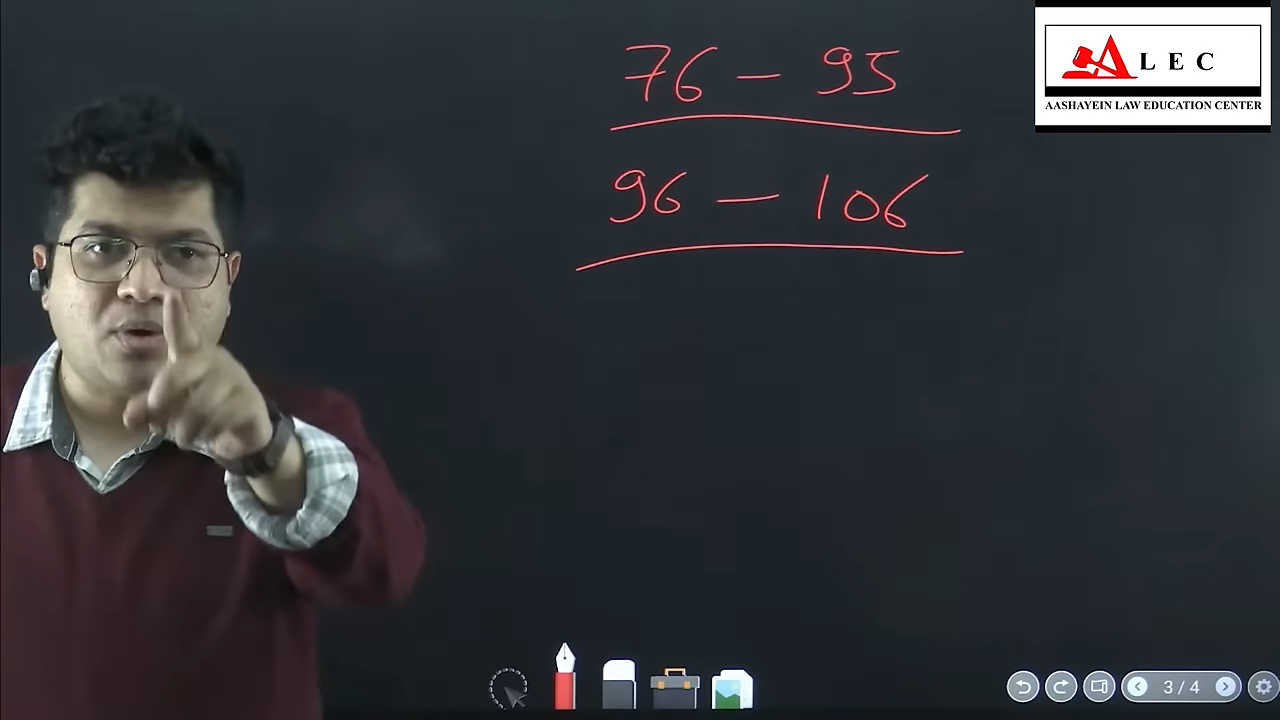 76 – 95
96 – 106
ALEC
AASHAYEIN LAW EDUCATION CENTER
3 / 4